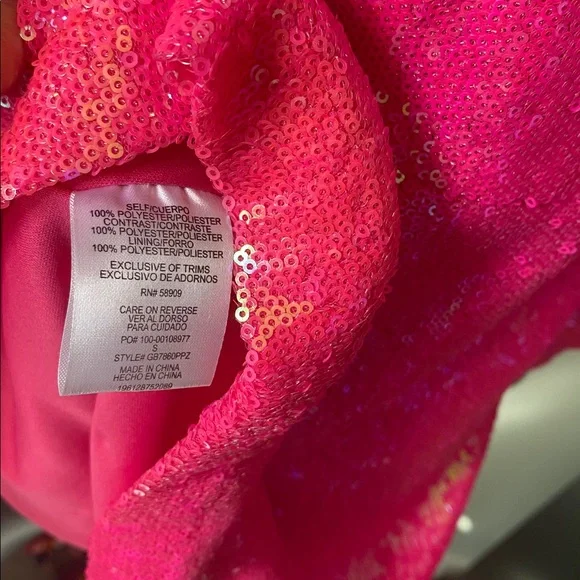 SELF/CUERPO
100% POLYESTER/POLIESTER
CONTRAST/CONTRASTE
100% POLYESTER/POLIESTER
LINING/FORRO
100% POLYESTER/POLIESTER
EXCLUSIVE OF TRIMS
EXCLUSIVO DE ADORNOS
RN# 58909
CARE ON REVERSE
VER AL DORSO
PARA CUIDADO
PO# 100-00108977
S
STYLE# GB7860PPZ
MADE IN CHINA
HECHO EN CHINA
196128752089